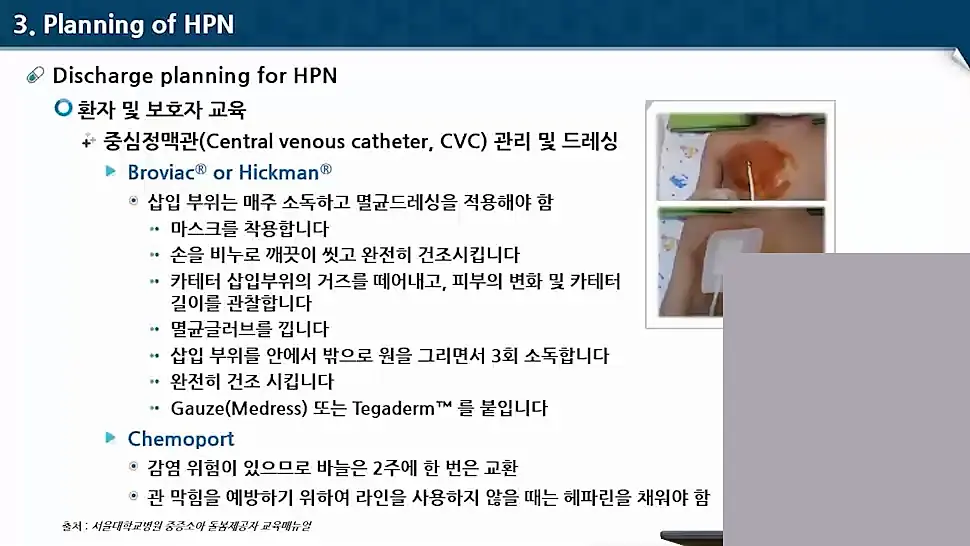 3. Planning of HPN
Discharge planning for HPN
환자 및 보호자 교육
중심정맥관(Central venous catheter, CVC) 관리 및 드레싱
Broviac® or Hickman®
삽입 부위는 매주 소독하고 멸균드레싱을 적용해야 함
마스크를 착용합니다
손을 비누로 깨끗이 씻고 완전히 건조시킵니다
카테터 삽입부위의 거즈를 떼어내고, 피부의 변화 및 카테터
길이를 관찰합니다
멸균글러브를 낍니다
삽입 부위를 안에서 밖으로 원을 그리면서 3회 소독합니다
완전히 건조 시킵니다
Gauze(Medress) 또는 Tegaderm™ 를 붙입니다
Chemoport
감염 위험이 있으므로 바늘은 2주에 한 번은 교환
관 막힘을 예방하기 위하여 라인을 사용하지 않을 때는 헤파린을 채워야 함
출처 : 서울대학교병원 중증소아 돌봄제공자 교육매뉴얼